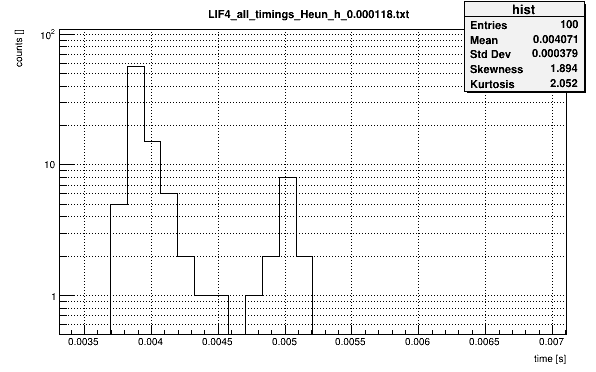 LIF4_all_timings_Heun_h_0.000118.txt
hist
Entries 100
Mean 0.004071
Std Dev 0.000379
Skewness 1.894
Kurtosis 2.052
counts []
10²
10
1
0.0035 0.004 0.0045 0.005 0.0055 0.006 0.0065 0.007
time [s]